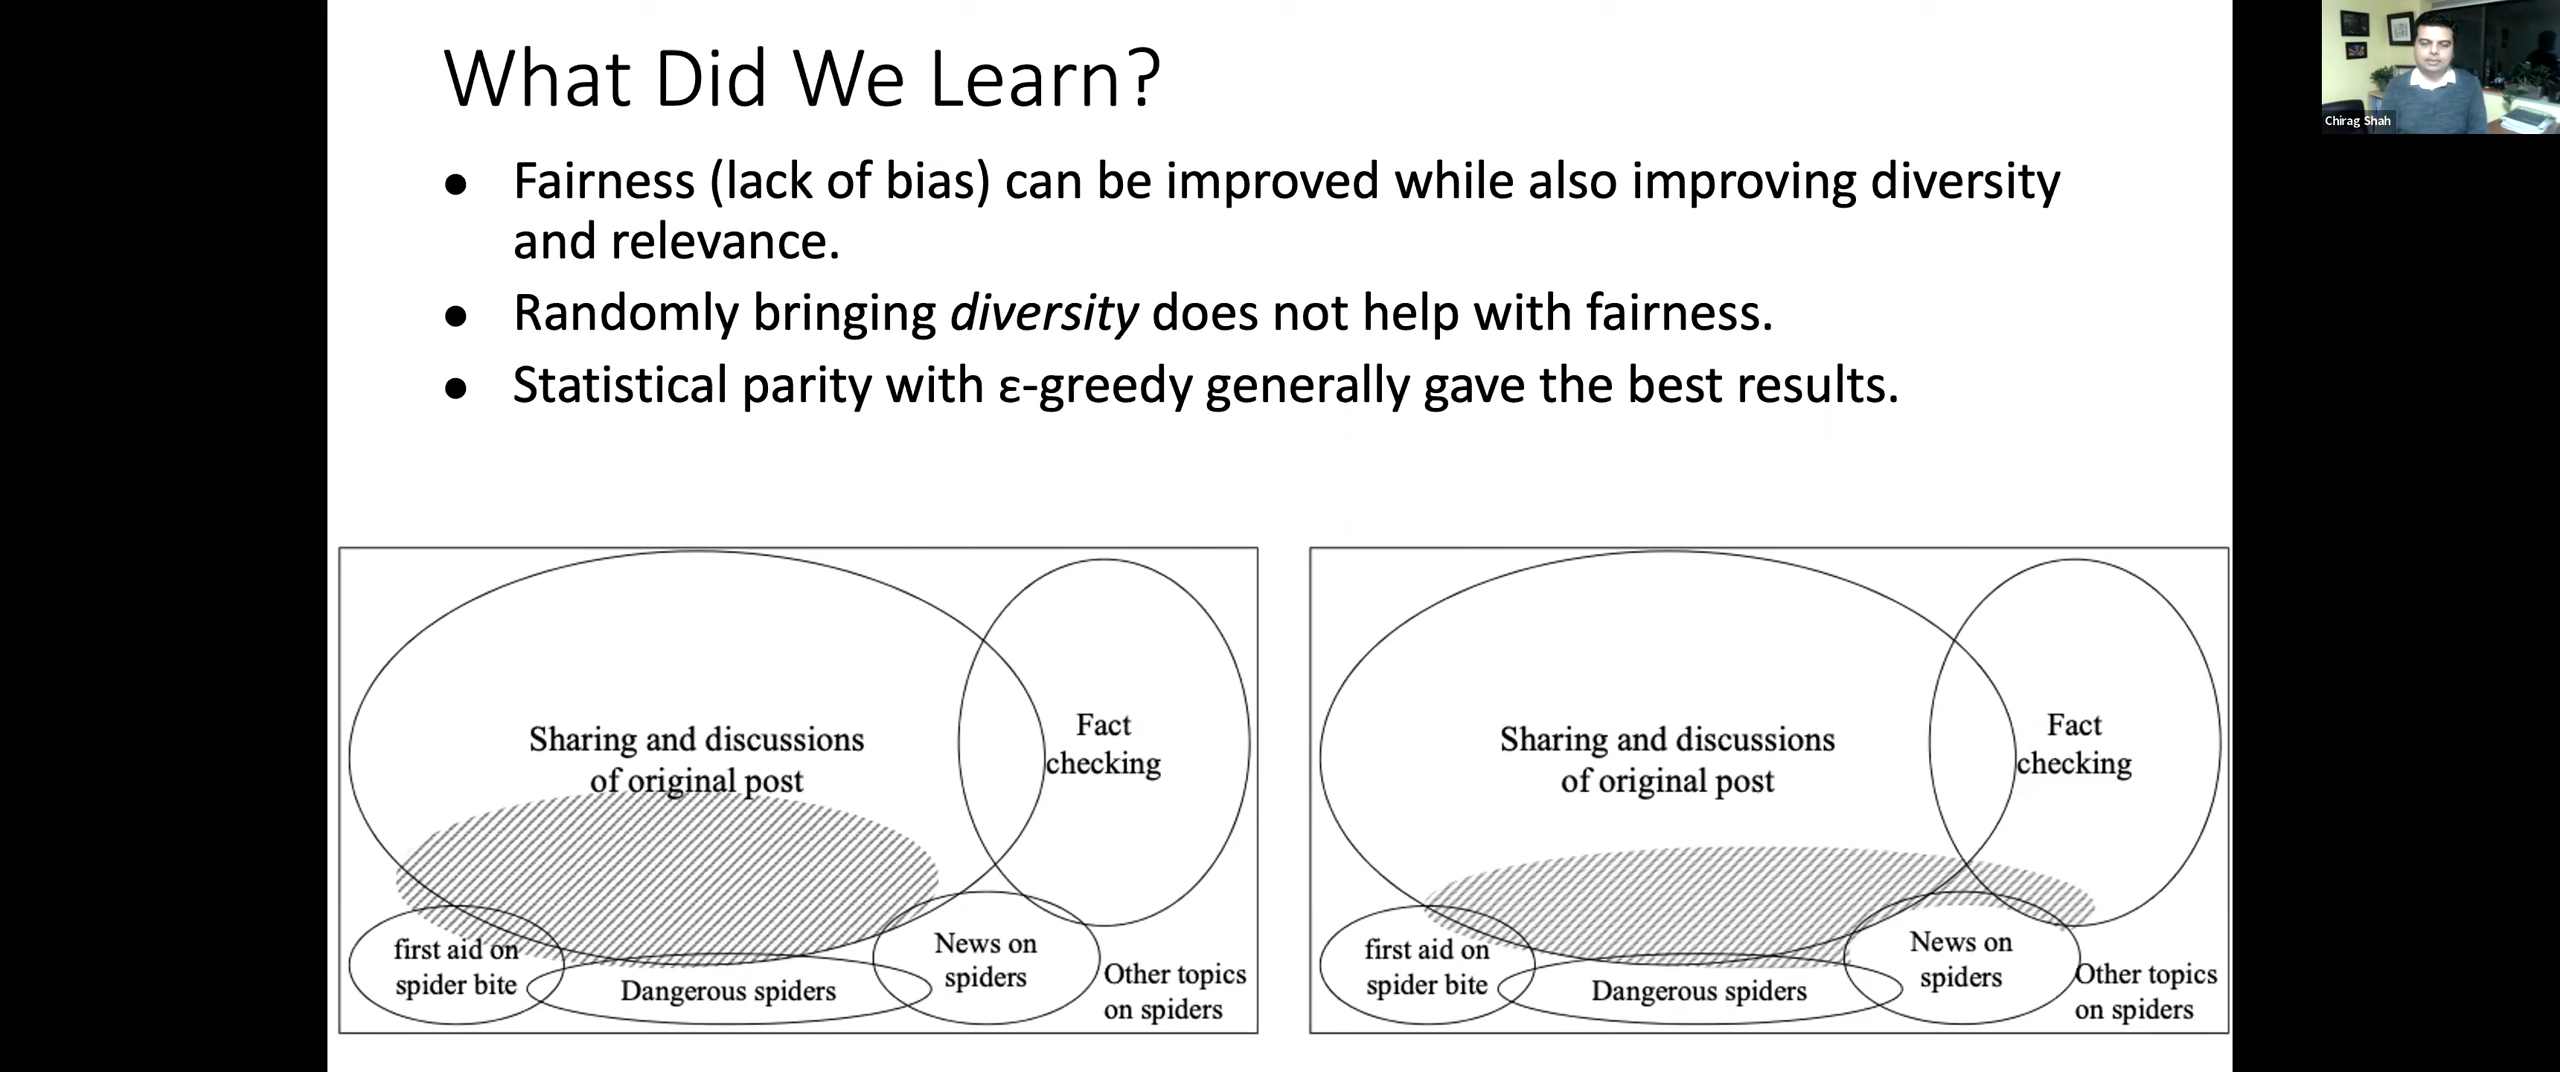 What Did We Learn?
Chirag Shah
• Fairness (lack of bias) can be improved while also improving diversity
and relevance.
• Randomly bringing diversity does not help with fairness.
• Statistical parity with ε-greedy generally gave the best results.
Sharing and discussions
of original post
Fact
checking
first aid on
spider bite
Dangerous spiders
News on
spiders
Other topics
on spiders
Sharing and discussions
of original post
Fact
checking
first aid on
spider bite
Dangerous spiders
News on
spiders
Other topics
on spiders